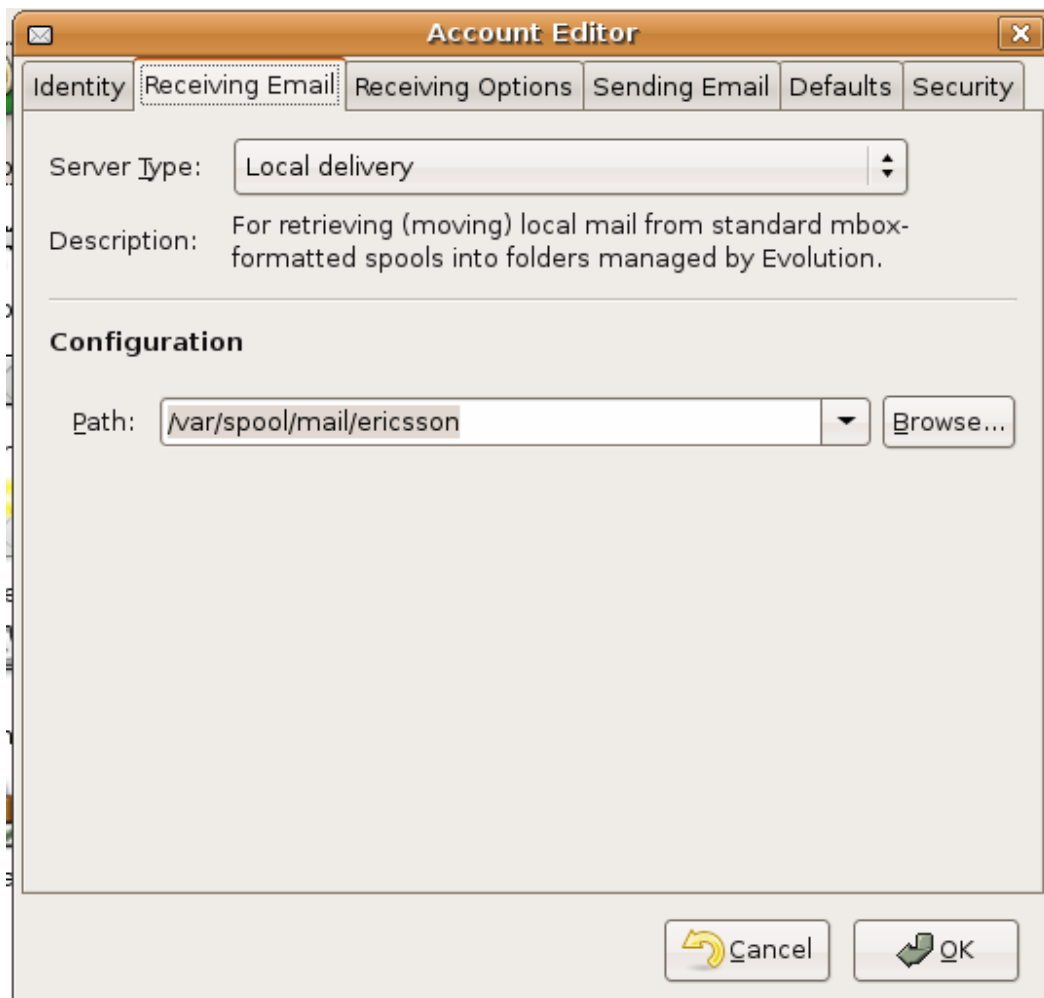 Account Editor
Identity Receiving Email Receiving Options Sending Email Defaults Security
Server Type: Local delivery
Description: For retrieving (moving) local mail from standard mbox-
formatted spools into folders managed by Evolution.
Configuration
Path: /var/spool/mail/ericsson Browse...
Cancel OK